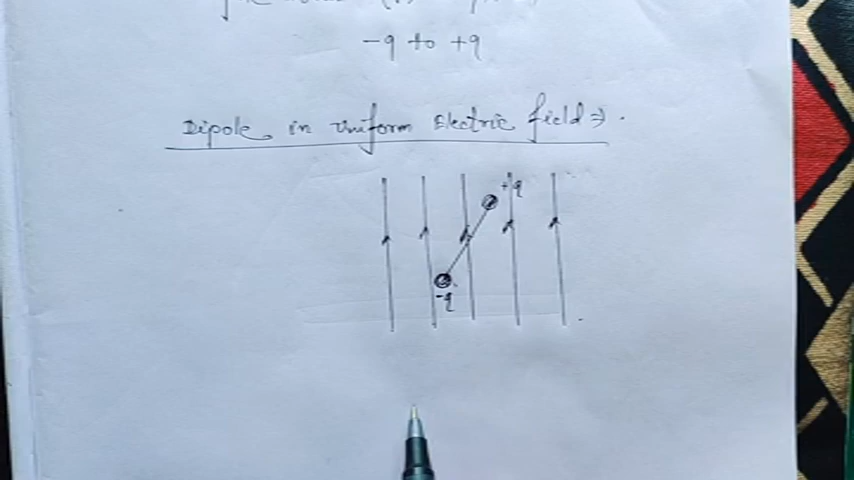 -q to +q
Dipole in uniform Electric field ⇒.
+q
-q